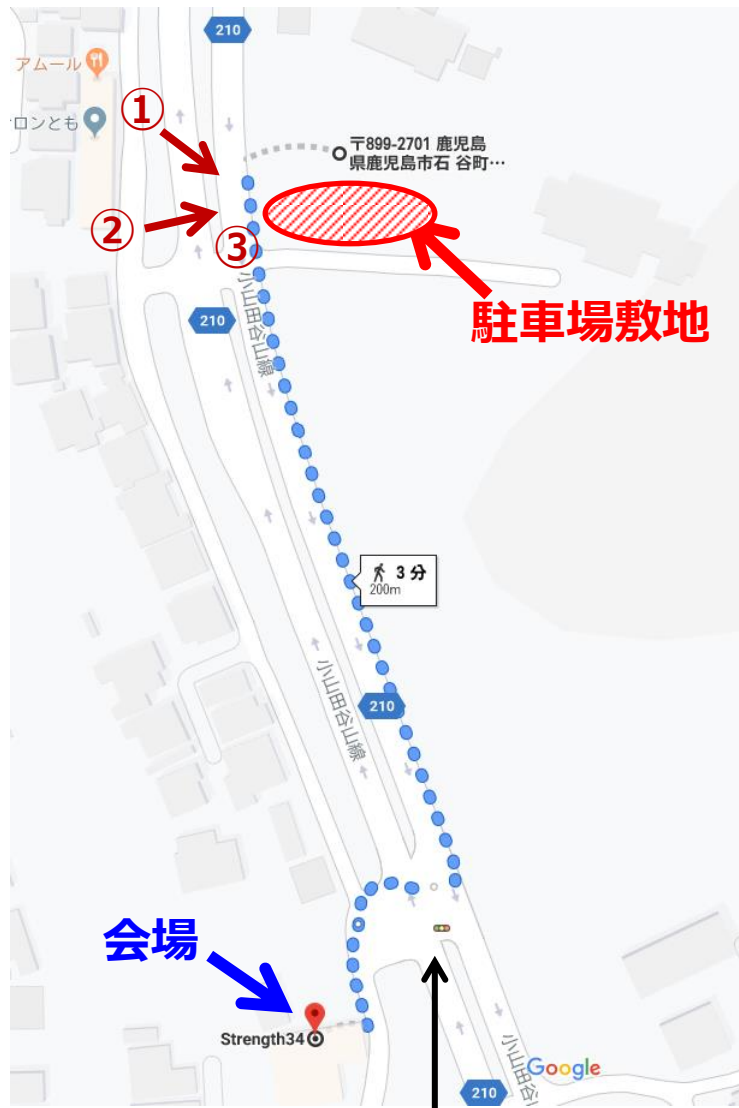 210
アムール
ロンとも
①
〒899-2701 鹿児島
県鹿児島市石 谷町…
②
③
駐車場敷地
210
小山田谷山線
3 分
200m
小山田谷山線
210
会場
Strength34
小山田谷山
Google
210